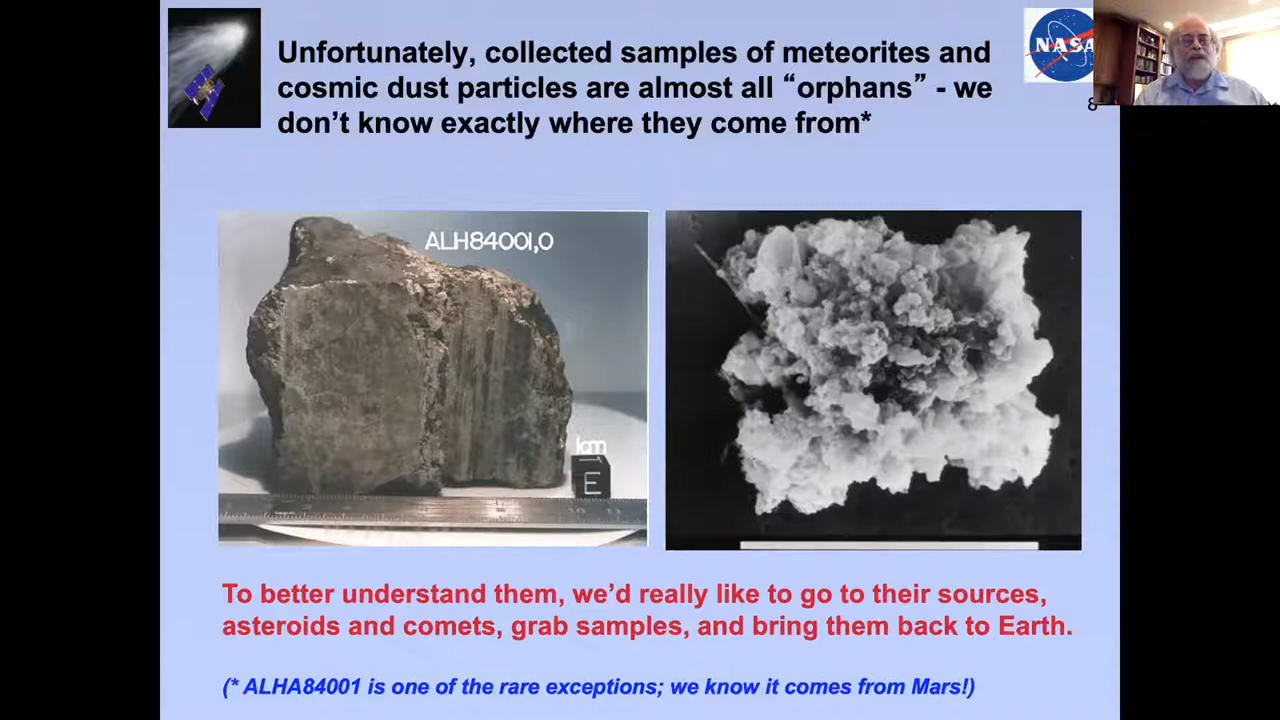 Unfortunately, collected samples of meteorites and
cosmic dust particles are almost all “orphans” - we
don’t know exactly where they come from*
NASA
8
ALH84001,0
1cm
E
To better understand them, we’d really like to go to their sources,
asteroids and comets, grab samples, and bring them back to Earth.
(* ALHA84001 is one of the rare exceptions; we know it comes from Mars!)